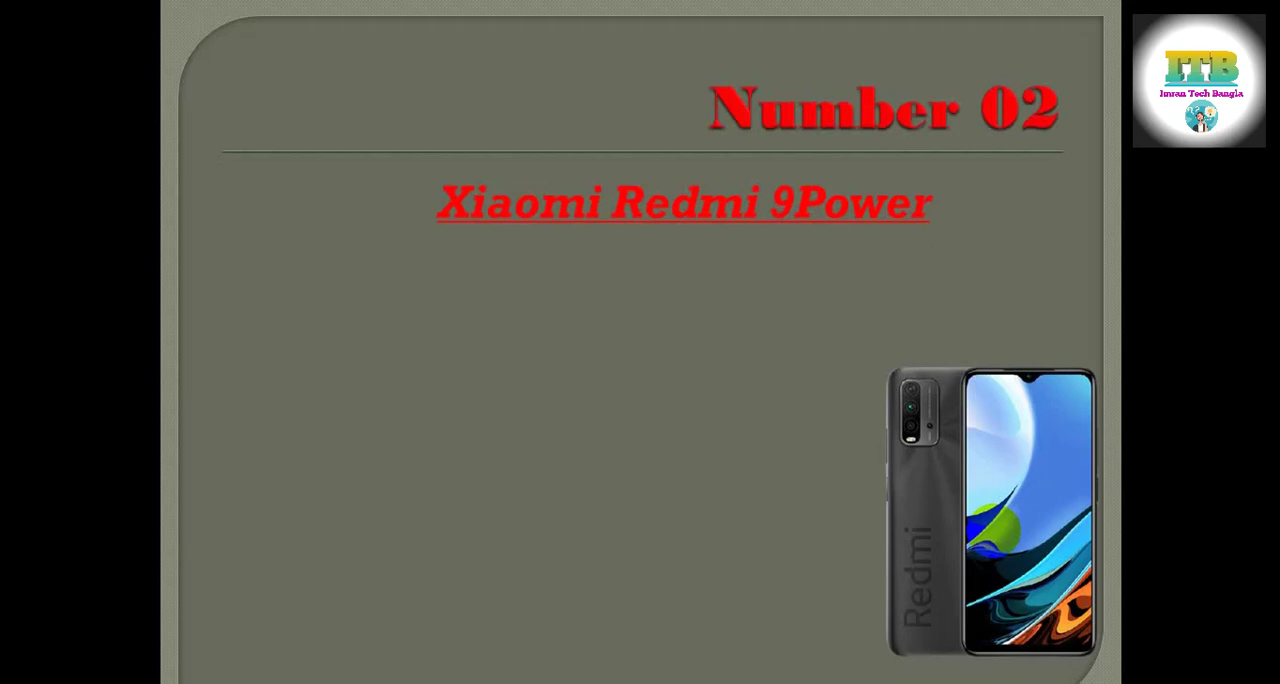 Number 02
ITB
Imran Tech Bangla
Xiaomi Redmi 9Power
Redmi